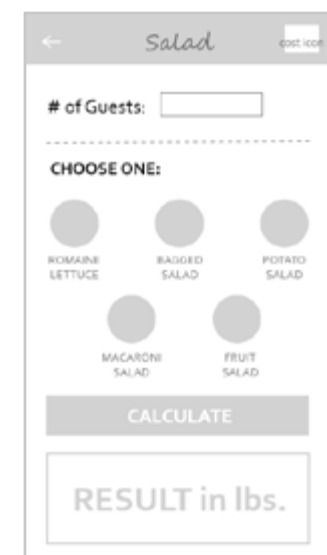 Salad
cost icon
# of Guests:
CHOOSE ONE:
ROMAINE
LETTUCE
BAGGED
SALAD
POTATO
SALAD
MACARONI
SALAD
FRUIT
SALAD
CALCULATE
RESULT in lbs.